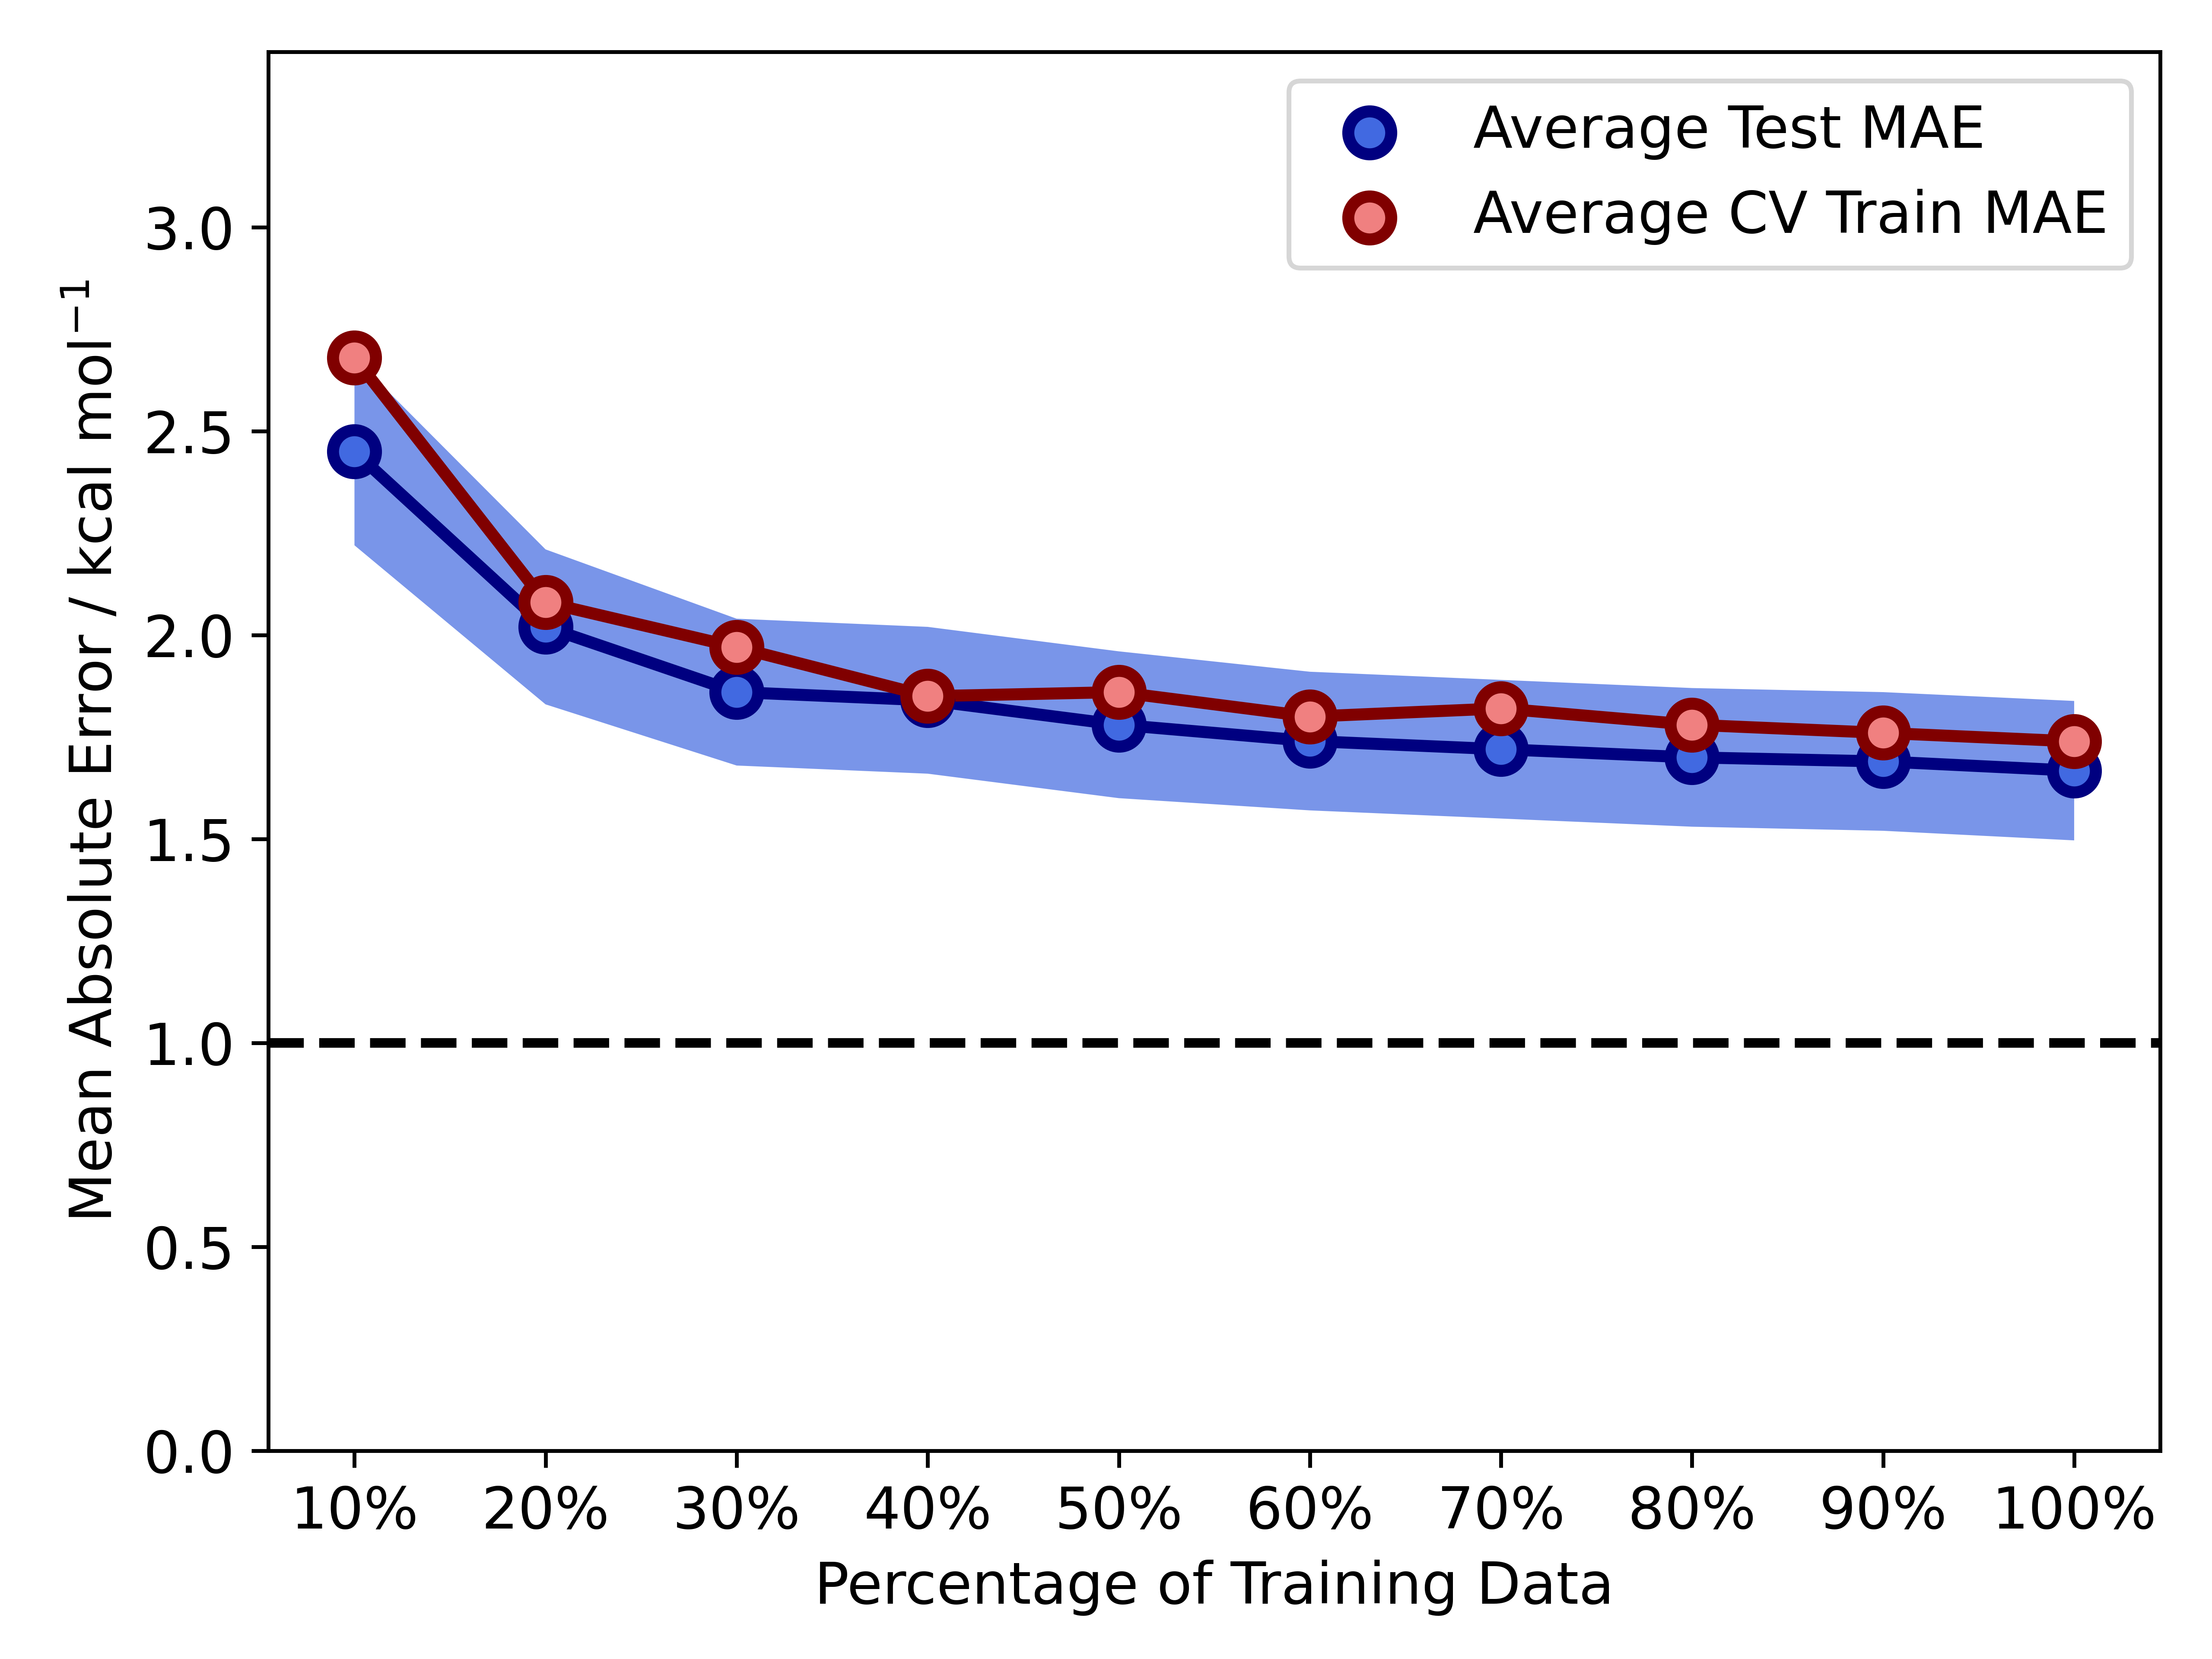 Average Test MAE
Average CV Train MAE
Mean Absolute Error / kcal mol⁻¹
3.0
2.5
2.0
1.5
1.0
0.5
0.0
10% 20% 30% 40% 50% 60% 70% 80% 90% 100%
Percentage of Training Data